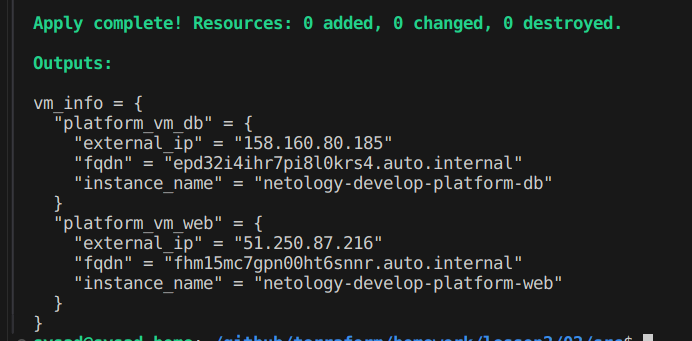 Apply complete! Resources: 0 added, 0 changed, 0 destroyed.
Outputs:
vm_info = {
"platform_vm_db" = {
"external_ip" = "158.160.80.185"
"fqdn" = "epd32i4ihr7pi8l0krs4.auto.internal"
"instance_name" = "netology-develop-platform-db"
}
"platform_vm_web" = {
"external_ip" = "51.250.87.216"
"fqdn" = "fhm15mc7gpn00ht6snnr.auto.internal"
"instance_name" = "netology-develop-platform-web"
}
}